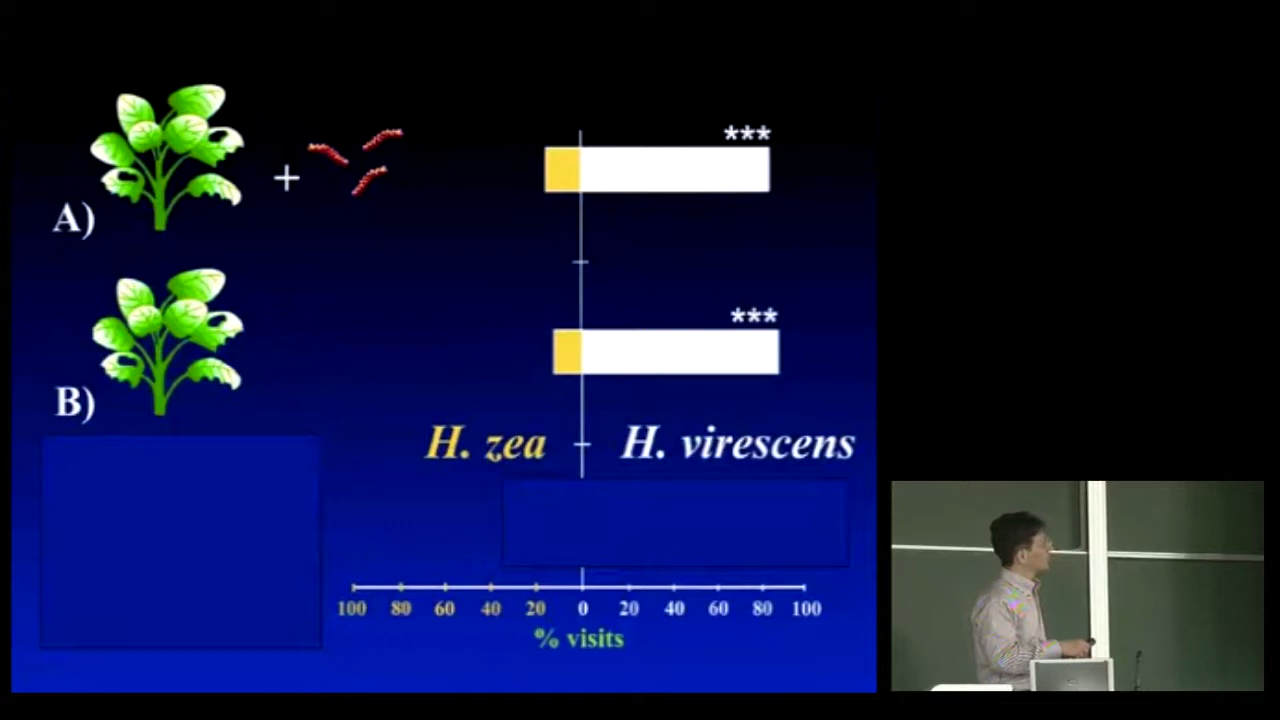 ***
A) +
***
B)
H. zea H. virescens
100 80 60 40 20 0 20 40 60 80 100
% visits